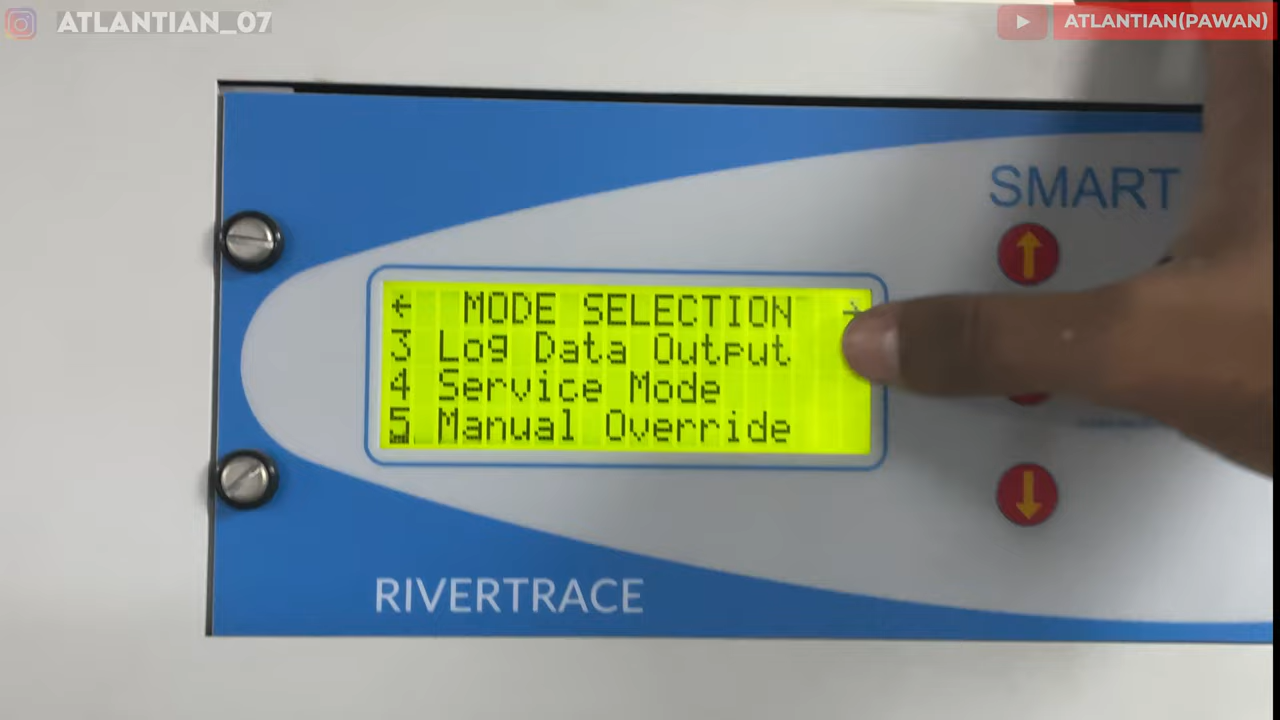 ATLANTIAN_07
ATLANTIAN(PAWAN)
SMART
← MODE SELECTION →
3 Log Data Output
4 Service Mode
5 Manual Override
RIVERTRACE